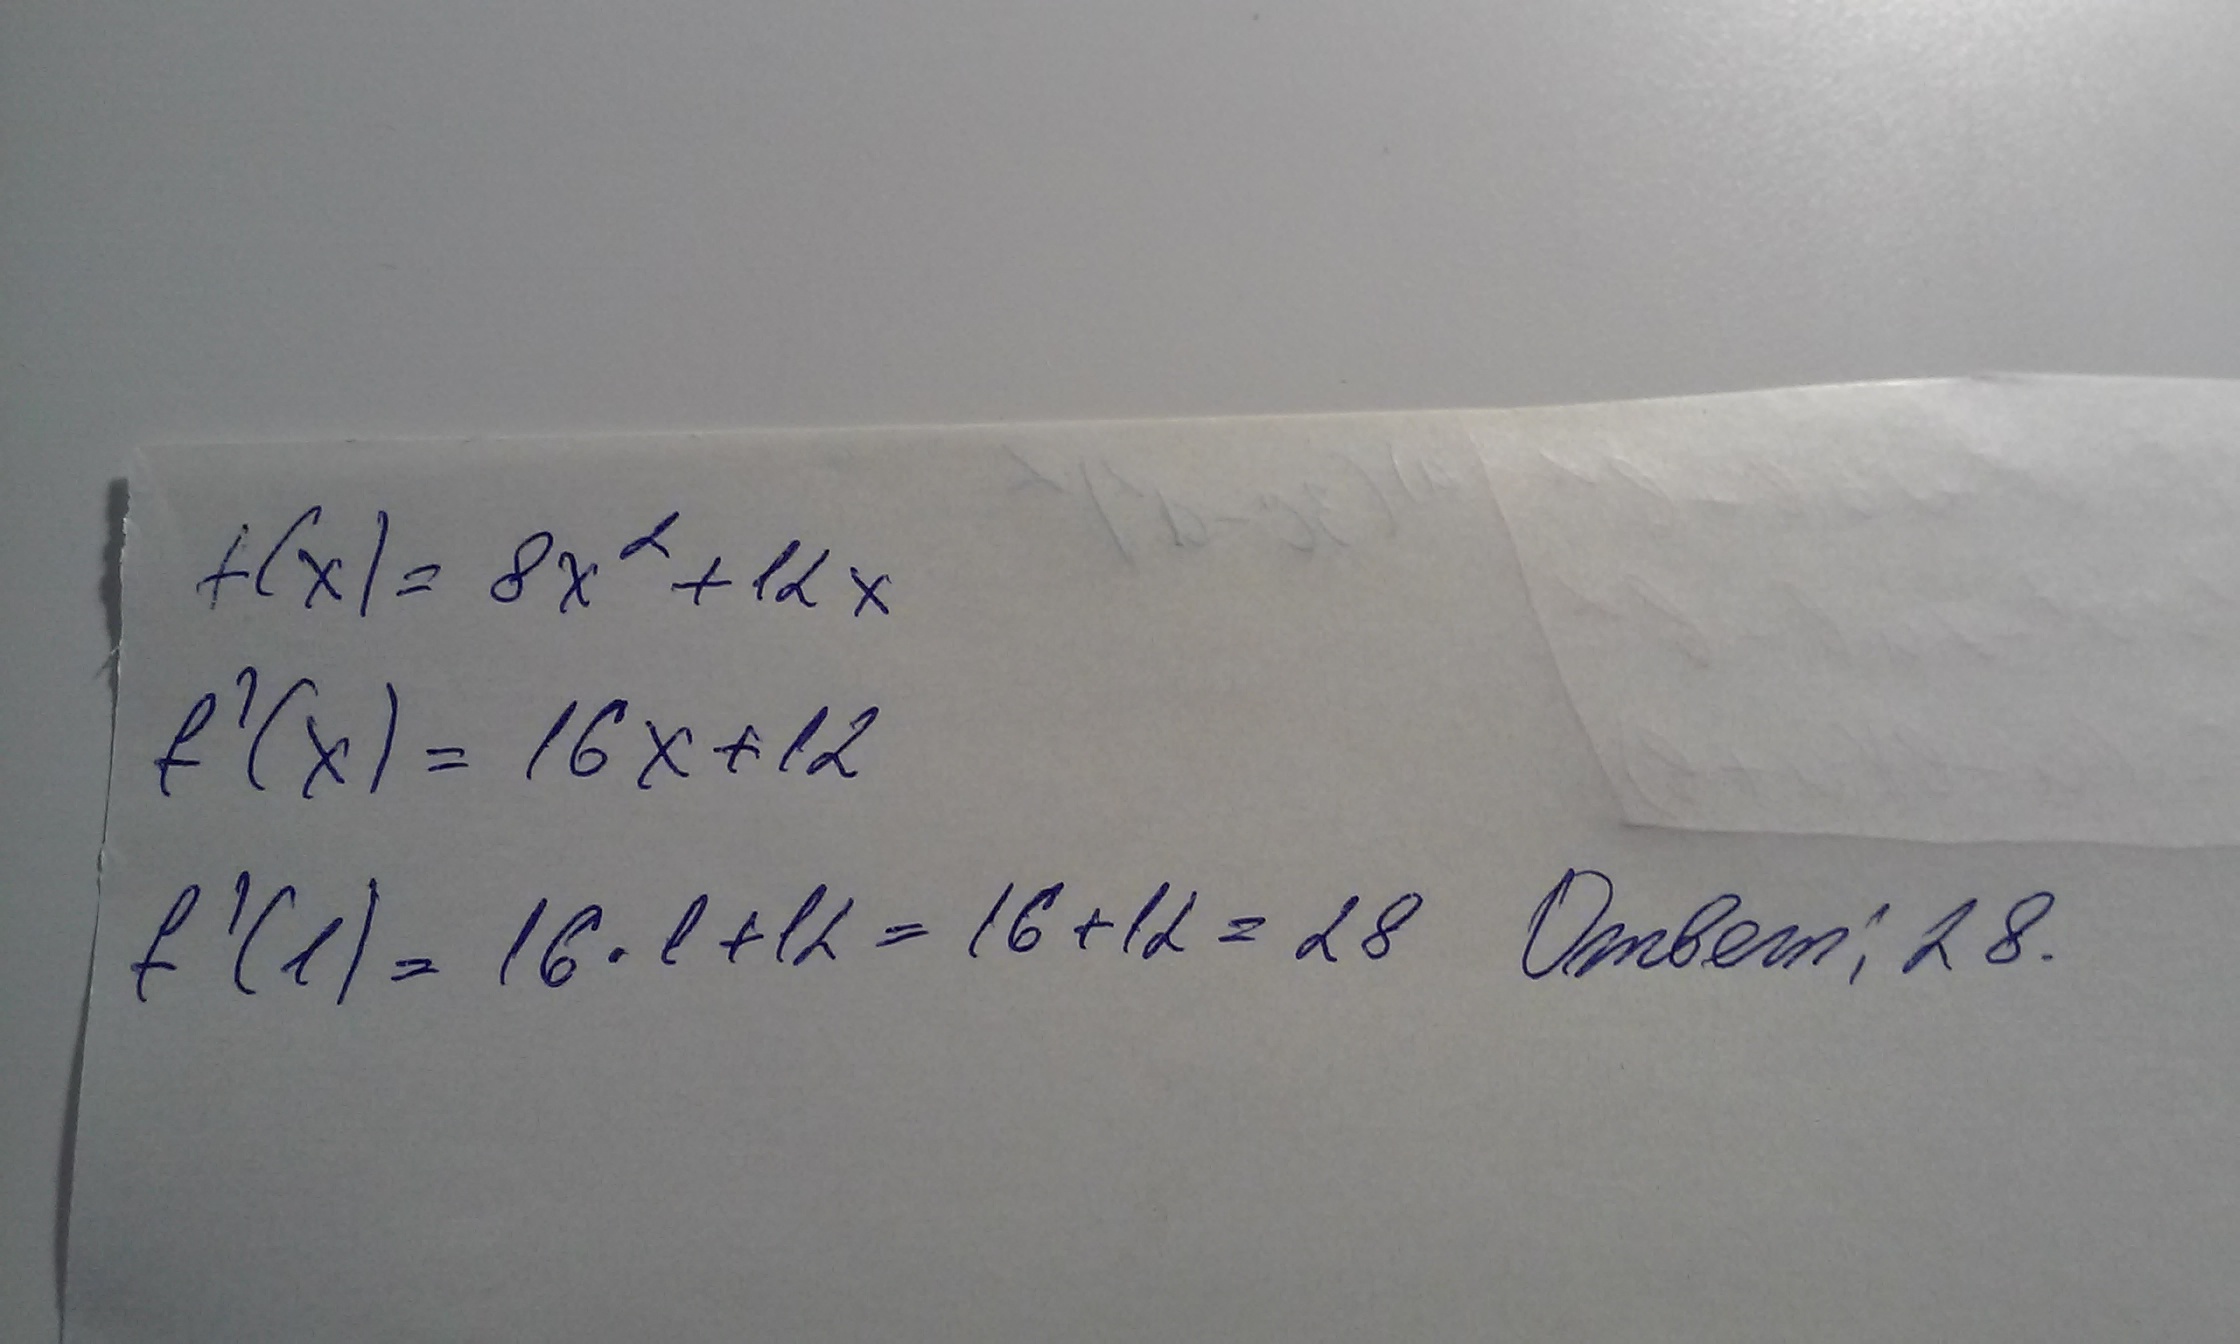 f(x) = 8x² + 12x
f'(x) = 16x + 12
f'(1) = 16 · 1 + 12 = 16 + 12 = 28 Ответ: 28.